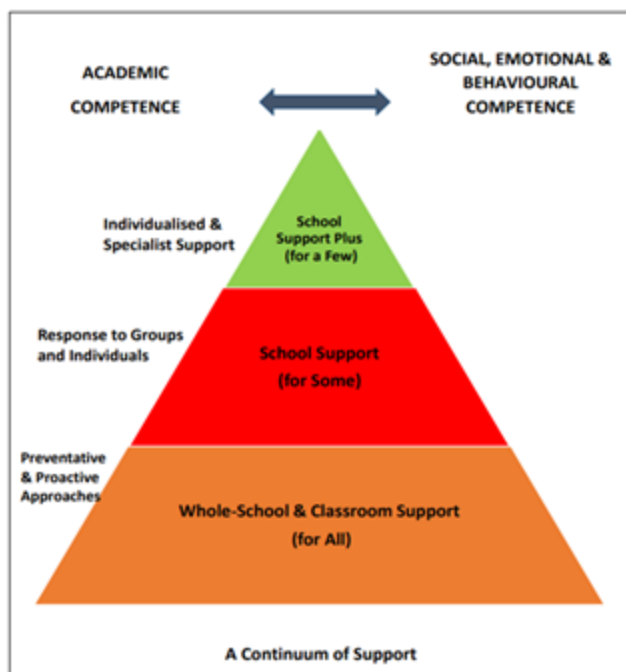 ACADEMIC
COMPETENCE
SOCIAL, EMOTIONAL &
BEHAVIOURAL
COMPETENCE
Individualised &
Specialist Support
School
Support Plus
(for a Few)
Response to Groups
and Individuals
School Support
(for Some)
Preventative
& Proactive
Approaches
Whole-School & Classroom Support
(for All)
A Continuum of Support